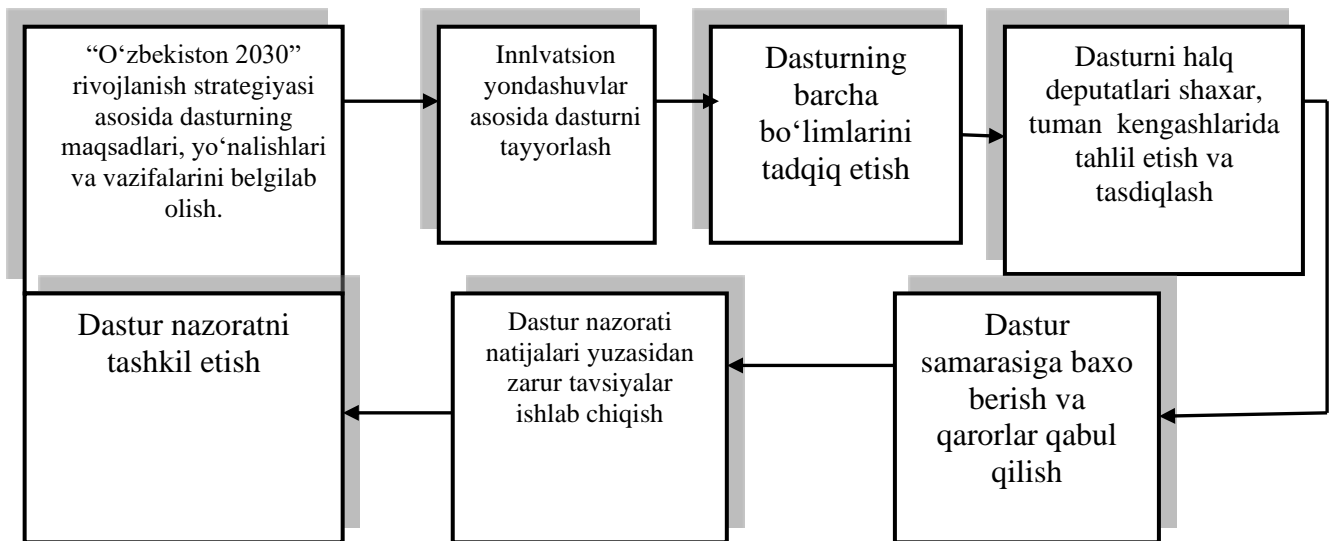 “O‘zbekiston 2030”
rivojlanish strategiyasi
asosida dasturning
maqsadlari, yo‘nalishlari
va vazifalarini belgilab
olish.
Innlvatsion
yondashuvlar
asosida dasturni
tayyorlash
Dasturning
barcha
bo‘limlarini
tadqiq etish
Dasturni halq
deputatlari shaxar,
tuman kengashlarida
tahlil etish va
tasdiqlash
Dastur nazoratni
tashkil etish
Dastur nazorati
natijalari yuzasidan
zarur tavsiyalar
ishlab chiqish
Dastur
samarasiga baxo
berish va
qarorlar qabul
qilish